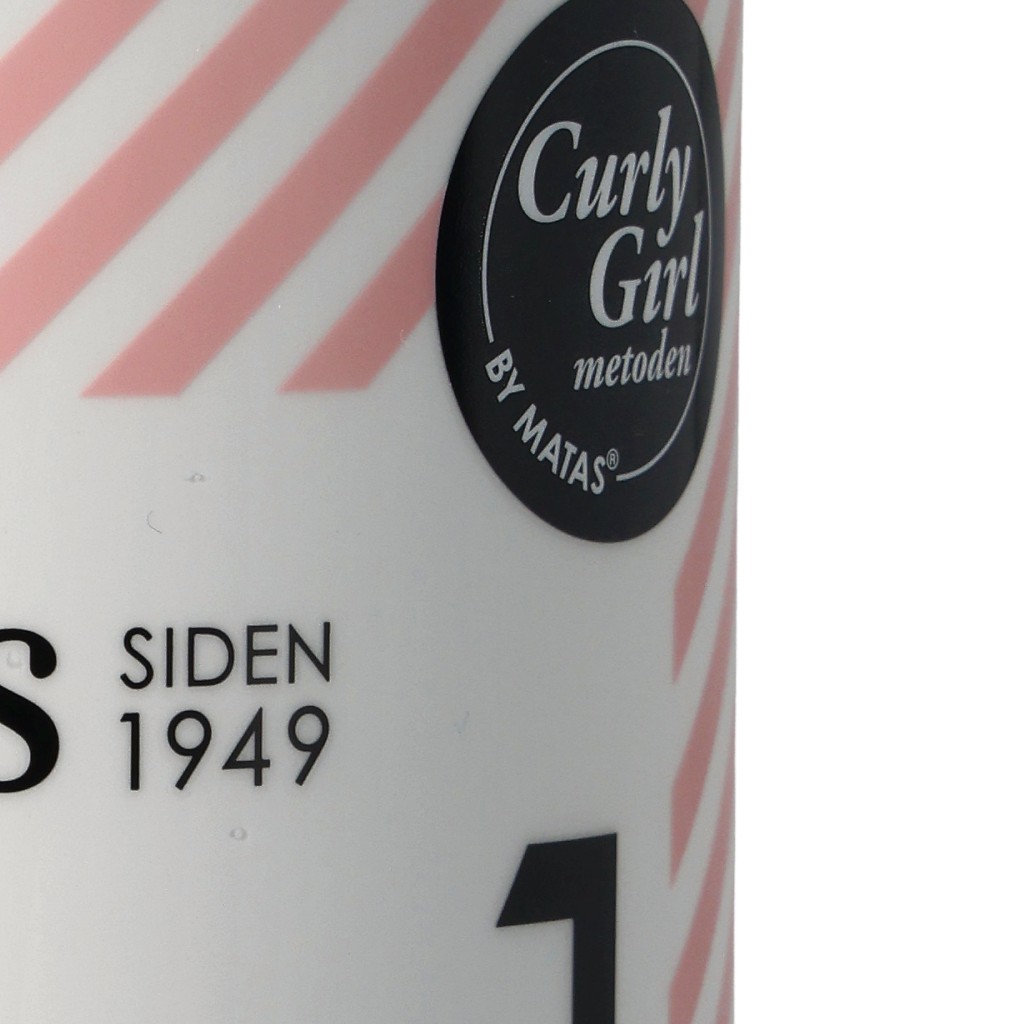 Curly
Girl
metoden
BY MATAS®
s SIDEN
1949
1